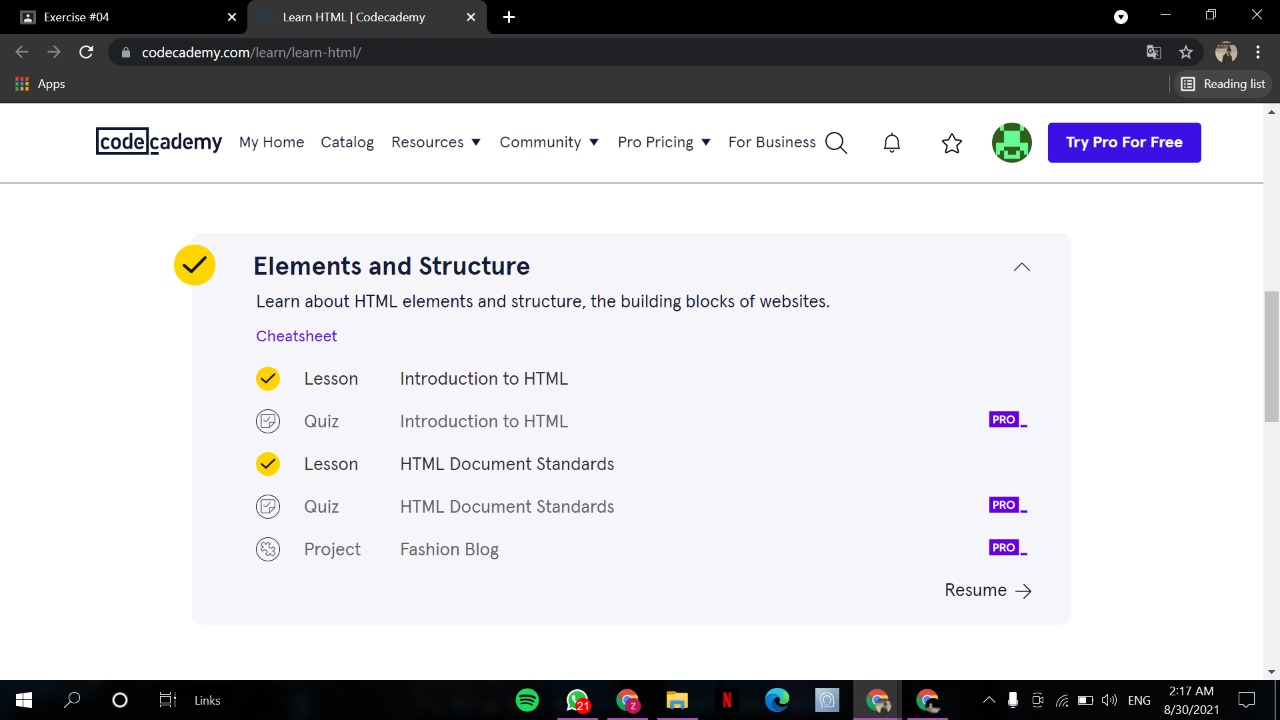 Exercise #04
Learn HTML | Codecademy
codecademy.com/learn/learn-html/
Apps
Reading list
codecademy My Home Catalog Resources Community Pro Pricing For Business Try Pro For Free
Elements and Structure
Learn about HTML elements and structure, the building blocks of websites.
Cheatsheet
Lesson Introduction to HTML
Quiz Introduction to HTML PRO
Lesson HTML Document Standards
Quiz HTML Document Standards PRO
Project Fashion Blog PRO
Resume
Links 21 Z N ENG 2:17 AM
8/30/2021